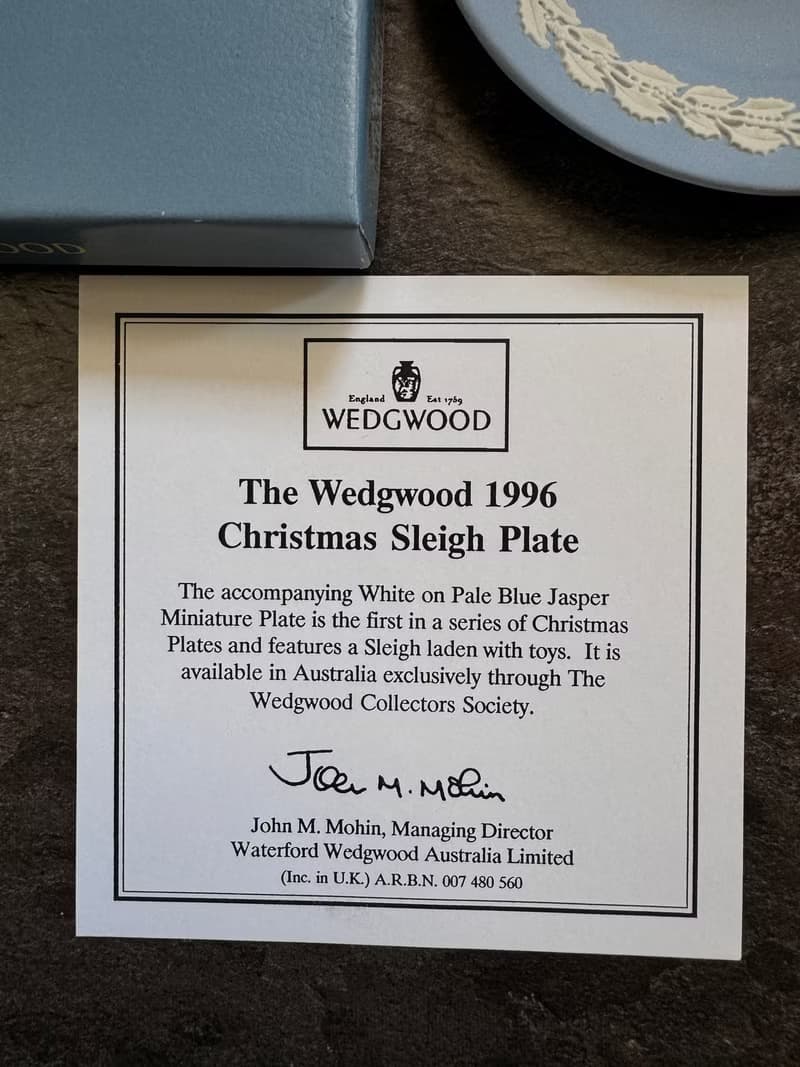 OOD
England Est 1759
WEDGWOOD
The Wedgwood 1996
Christmas Sleigh Plate
The accompanying White on Pale Blue Jasper
Miniature Plate is the first in a series of Christmas
Plates and features a Sleigh laden with toys. It is
available in Australia exclusively through The
Wedgwood Collectors Society.
John M. Mohin
John M. Mohin, Managing Director
Waterford Wedgwood Australia Limited
(Inc. in U.K.) A.R.B.N. 007 480 560